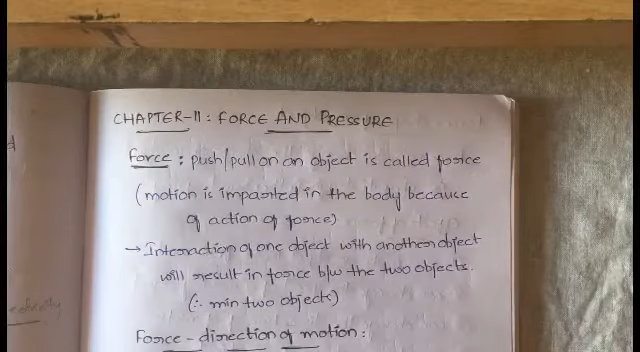 CHAPTER-11: FORCE AND PRESSURE
Force : push/pull on an object is called force
(motion is imparted in the body because
of action of force)
→ Interaction of one object with another object
will result in force b/w the two objects.
(∴ min two objects)
Force - direction of motion :